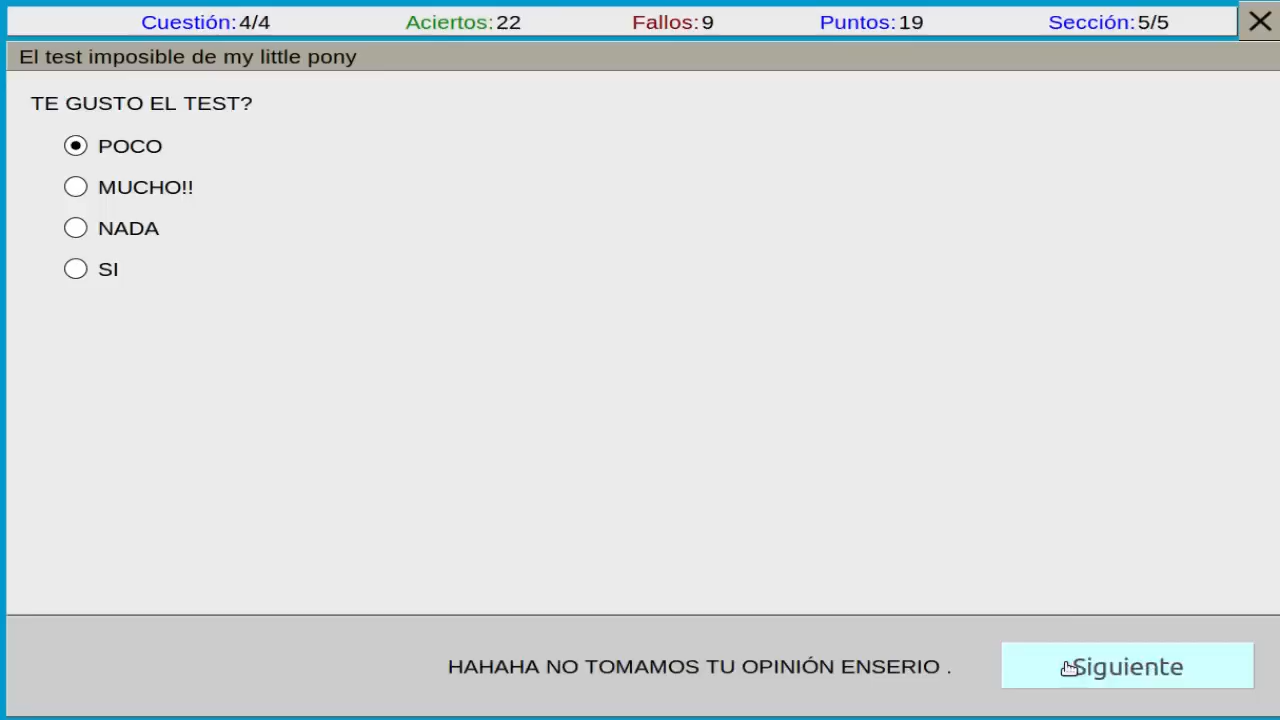 Cuestión: 4/4 Aciertos: 22 Fallos: 9 Puntos: 19 Sección: 5/5
El test imposible de my little pony
TE GUSTO EL TEST?
POCO
MUCHO!!
NADA
SI
HAHAHA NO TOMAMOS TU OPINIÓN ENSERIO .
Siguiente